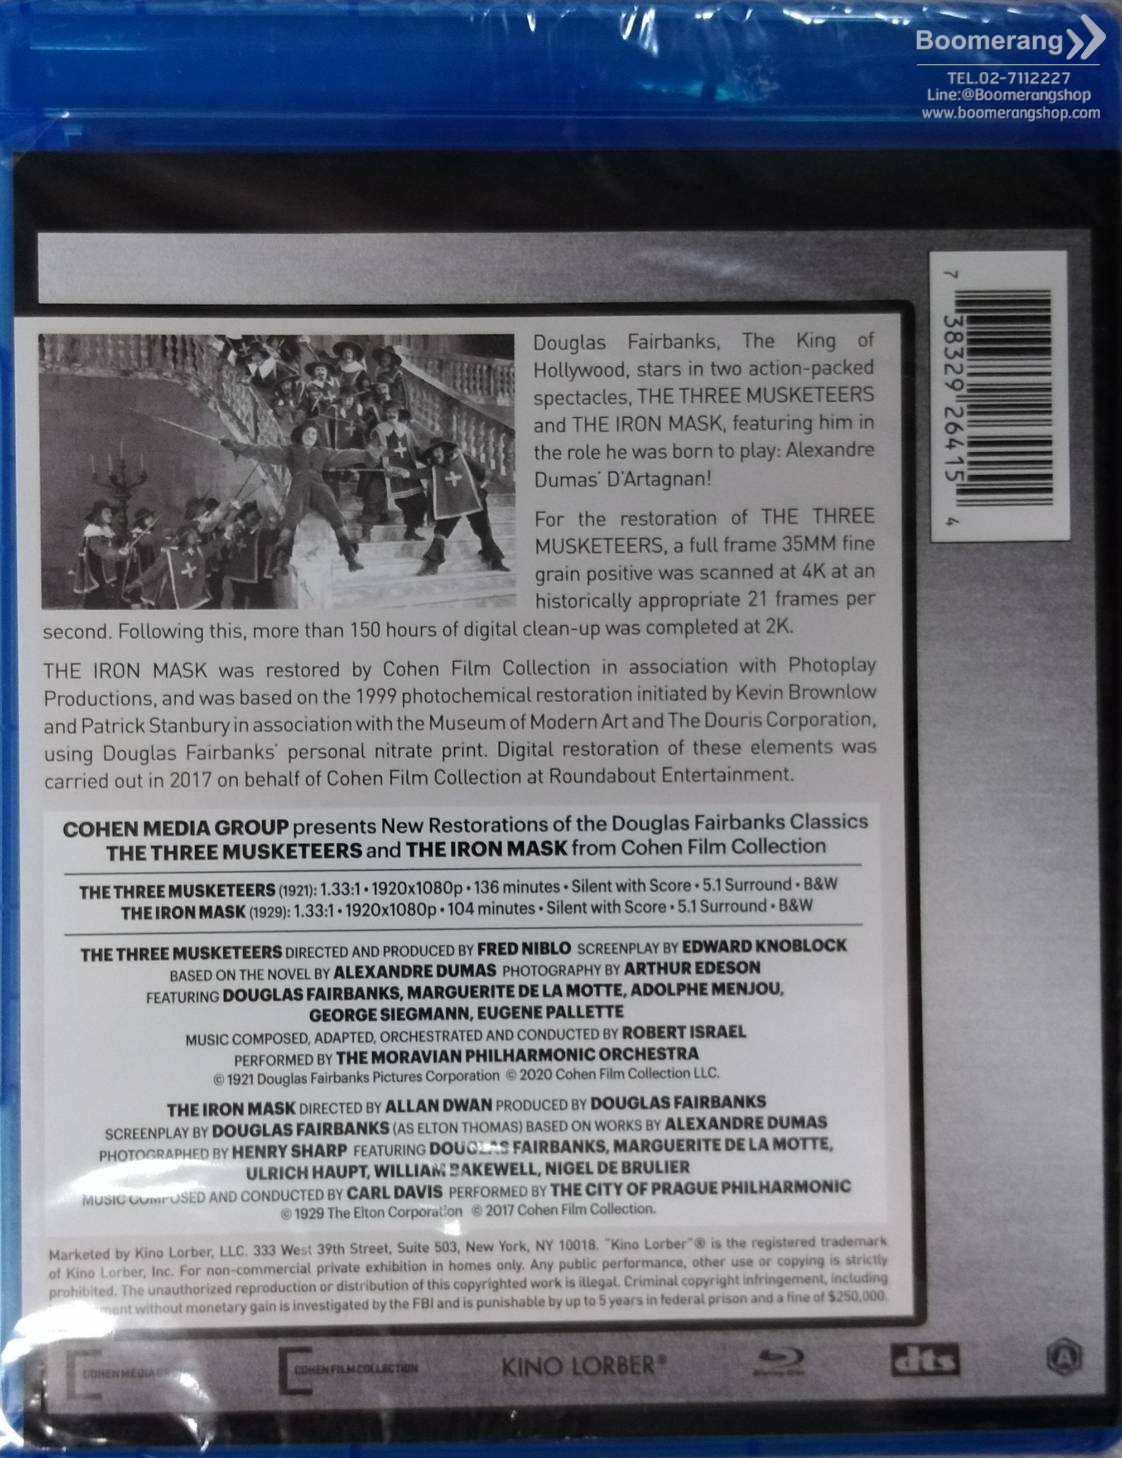 Boomerang
TEL.02-7112227
Line:@Boomerangshop
www.boomerangshop.com
7 38329 26415 4
Douglas Fairbanks, The King of
Hollywood, stars in two action-packed
spectacles, THE THREE MUSKETEERS
and THE IRON MASK, featuring him in
the role he was born to play: Alexandre
Dumas' D'Artagnan!
For the restoration of THE THREE
MUSKETEERS, a full frame 35MM fine
grain positive was scanned at 4K at an
historically appropriate 21 frames per
second. Following this, more than 150 hours of digital clean-up was completed at 2K.
THE IRON MASK was restored by Cohen Film Collection in association with Photoplay
Productions, and was based on the 1999 photochemical restoration initiated by Kevin Brownlow
and Patrick Stanbury in association with the Museum of Modern Art and The Douris Corporation,
using Douglas Fairbanks' personal nitrate print. Digital restoration of these elements was
carried out in 2017 on behalf of Cohen Film Collection at Roundabout Entertainment.
COHEN MEDIA GROUP presents New Restorations of the Douglas Fairbanks Classics
THE THREE MUSKETEERS and THE IRON MASK from Cohen Film Collection
THE THREE MUSKETEERS (1921): 1.33:1 • 1920x1080p • 136 minutes • Silent with Score • 5.1 Surround • B&W
THE IRON MASK (1929): 1.33:1 • 1920x1080p • 104 minutes • Silent with Score • 5.1 Surround • B&W
THE THREE MUSKETEERS DIRECTED AND PRODUCED BY FRED NIBLO SCREENPLAY BY EDWARD KNOBLOCK
BASED ON THE NOVEL BY ALEXANDRE DUMAS PHOTOGRAPHY BY ARTHUR EDESON
FEATURING DOUGLAS FAIRBANKS, MARGUERITE DE LA MOTTE, ADOLPHE MENJOU,
GEORGE SIEGMANN, EUGENE PALLETTE
MUSIC COMPOSED, ADAPTED, ORCHESTRATED AND CONDUCTED BY ROBERT ISRAEL
PERFORMED BY THE MORAVIAN PHILHARMONIC ORCHESTRA
© 1921 Douglas Fairbanks Pictures Corporation © 2020 Cohen Film Collection LLC.
THE IRON MASK DIRECTED BY ALLAN DWAN PRODUCED BY DOUGLAS FAIRBANKS
SCREENPLAY BY DOUGLAS FAIRBANKS (AS ELTON THOMAS) BASED ON WORKS BY ALEXANDRE DUMAS
PHOTOGRAPHED BY HENRY SHARP FEATURING DOUGLAS FAIRBANKS, MARGUERITE DE LA MOTTE,
ULRICH HAUPT, WILLIAM BAKEWELL, NIGEL DE BRULIER
MUSIC COMPOSED AND CONDUCTED BY CARL DAVIS PERFORMED BY THE CITY OF PRAGUE PHILHARMONIC
© 1929 The Elton Corporation © 2017 Cohen Film Collection.
Marketed by Kino Lorber, LLC. 333 West 39th Street, Suite 503, New York, NY 10018. "Kino Lorber"® is the registered trademark
of Kino Lorber, Inc. For non-commercial private exhibition in homes only. Any public performance, other use or copying is strictly
prohibited. The unauthorized reproduction or distribution of this copyrighted work is illegal. Criminal copyright infringement, including
without monetary gain is investigated by the FBI and is punishable by up to 5 years in federal prison and a fine of $250,000.
COHEN MEDIA
COHEN FILM COLLECTION
KINO LORBER®
Blu-ray Disc
dts
A